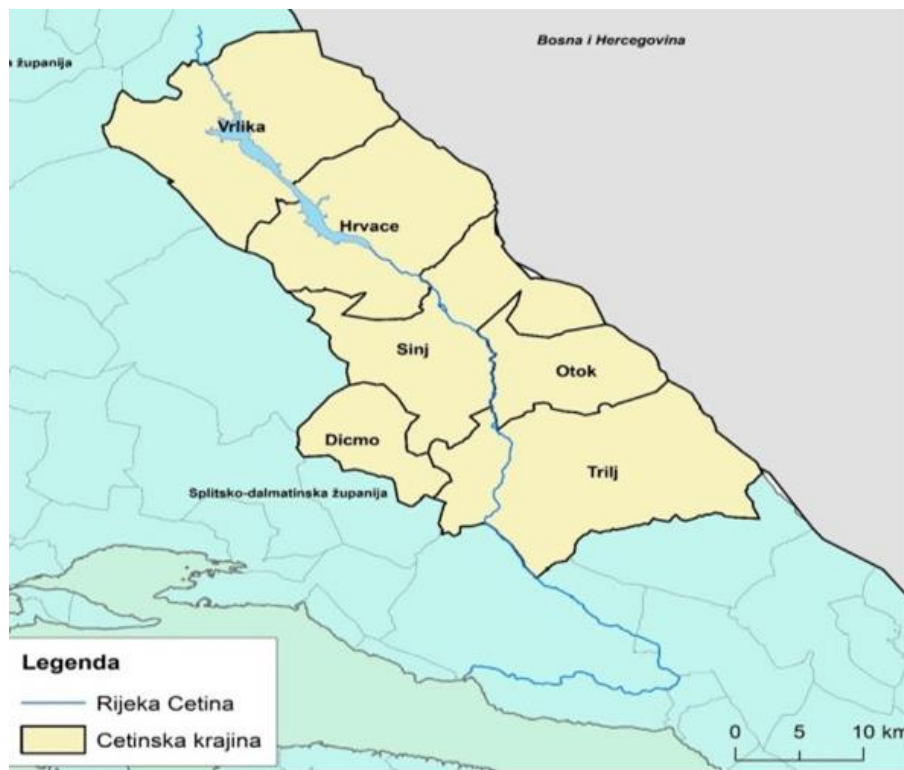 Bosna i Hercegovina
a županija
Vrlika
Hrvace
Sinj
Otok
Dicmo
Trilj
Splitsko-dalmatinska županija
Legenda
Rijeka Cetina
Cetinska krajina
0 5 10 km